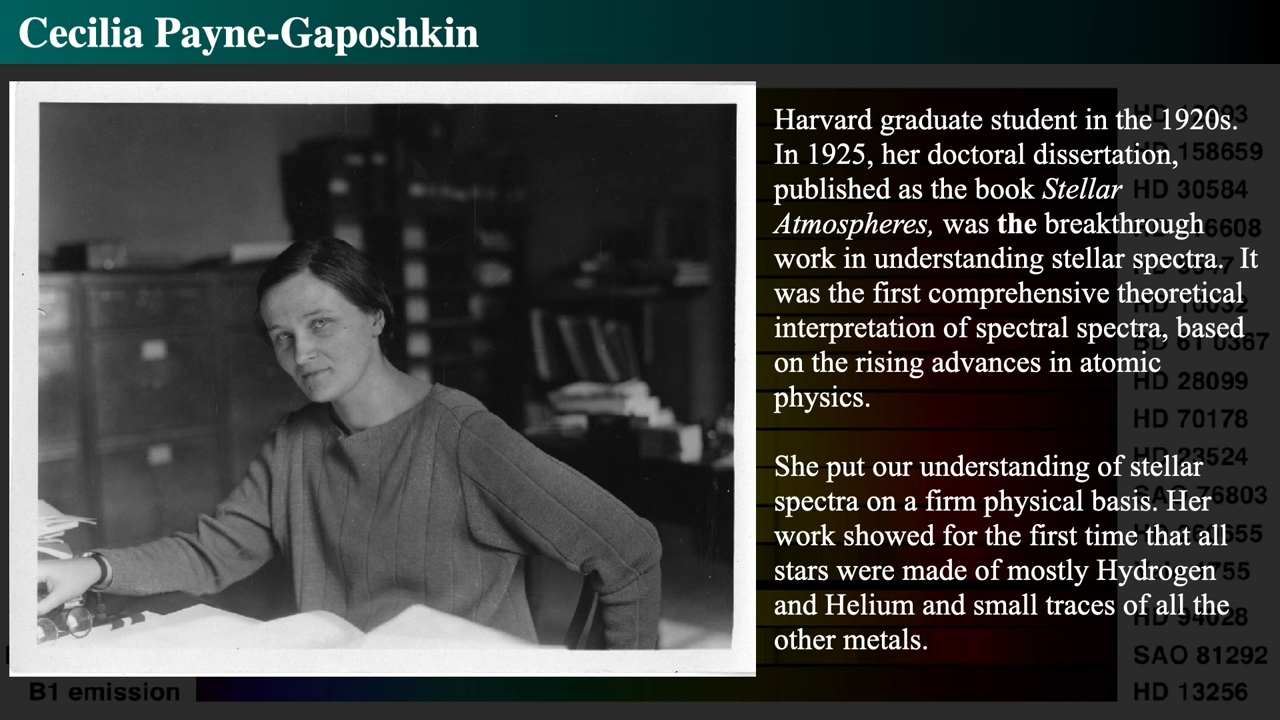 Cecilia Payne-Gaposhkin
Harvard graduate student in the 1920s.
In 1925, her doctoral dissertation,
published as the book Stellar
Atmospheres, was the breakthrough
work in understanding stellar spectra. It
was the first comprehensive theoretical
interpretation of spectral spectra, based
on the rising advances in atomic
physics.
She put our understanding of stellar
spectra on a firm physical basis. Her
work showed for the first time that all
stars were made of mostly Hydrogen
and Helium and small traces of all the
other metals.
HD 158659
HD 30584
HD 28099
HD 70178
HD 94028
SAO 81292
HD 13256
B1 emission